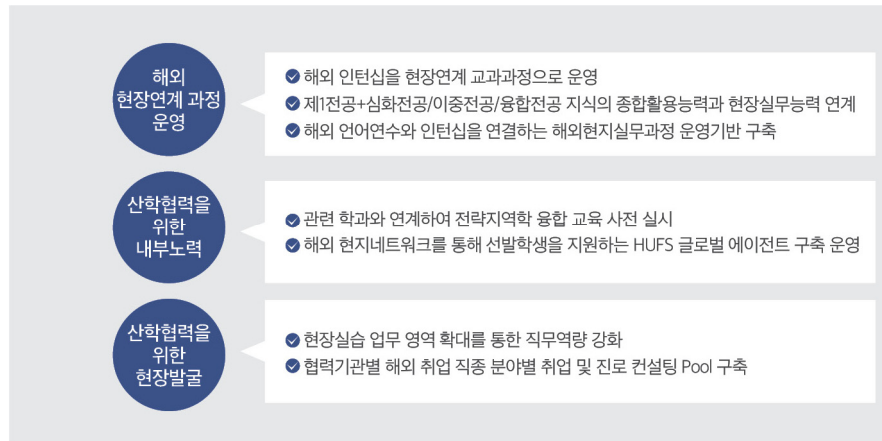 해외
현장연계 과정
운영
해외 인턴십을 현장연계 교과과정으로 운영
제1전공+심화전공/이중전공/융합전공 지식의 종합활용능력과 현장실무능력 연계
해외 언어연수와 인턴십을 연결하는 해외현지실무과정 운영기반 구축
산학협력을
위한
내부노력
관련 학과와 연계하여 전략지역학 융합 교육 사전 실시
해외 현지네트워크를 통해 선발학생을 지원하는 HUFS 글로벌 에이전트 구축 운영
산학협력을
위한
현장발굴
현장실습 업무 영역 확대를 통한 직무역량 강화
협력기관별 해외 취업 직종 분야별 취업 및 진로 컨설팅 Pool 구축